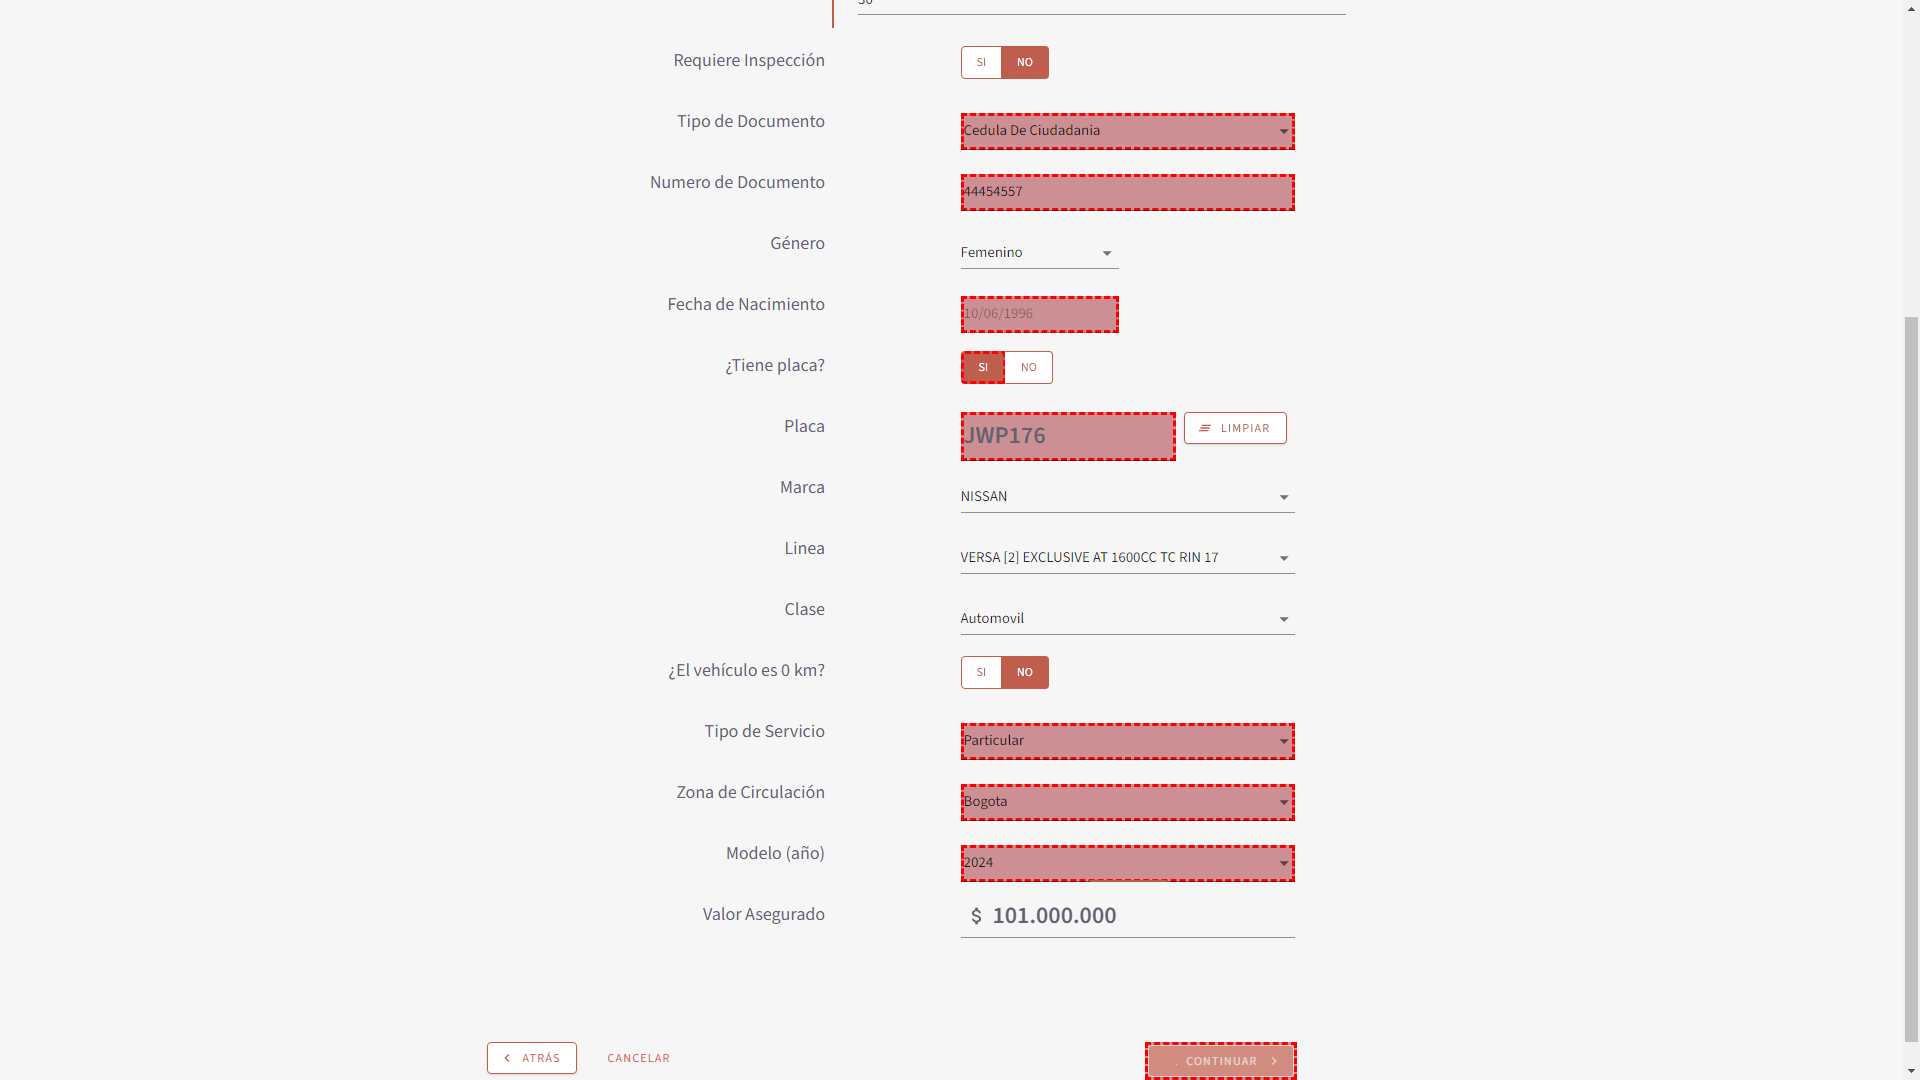 Requiere Inspección SI NO
Tipo de Documento Cedula De Ciudadania
Numero de Documento 44454557
Género Femenino
Fecha de Nacimiento 10/06/1996
¿Tiene placa? SI NO
Placa JWP176 LIMPIAR
Marca NISSAN
Linea VERSA [2] EXCLUSIVE AT 1600CC TC RIN 17
Clase Automovil
¿El vehículo es 0 km? SI NO
Tipo de Servicio Particular
Zona de Circulación Bogota
Modelo (año) 2024
Valor Asegurado $ 101.000.000
ATRÁS CANCELAR CONTINUAR